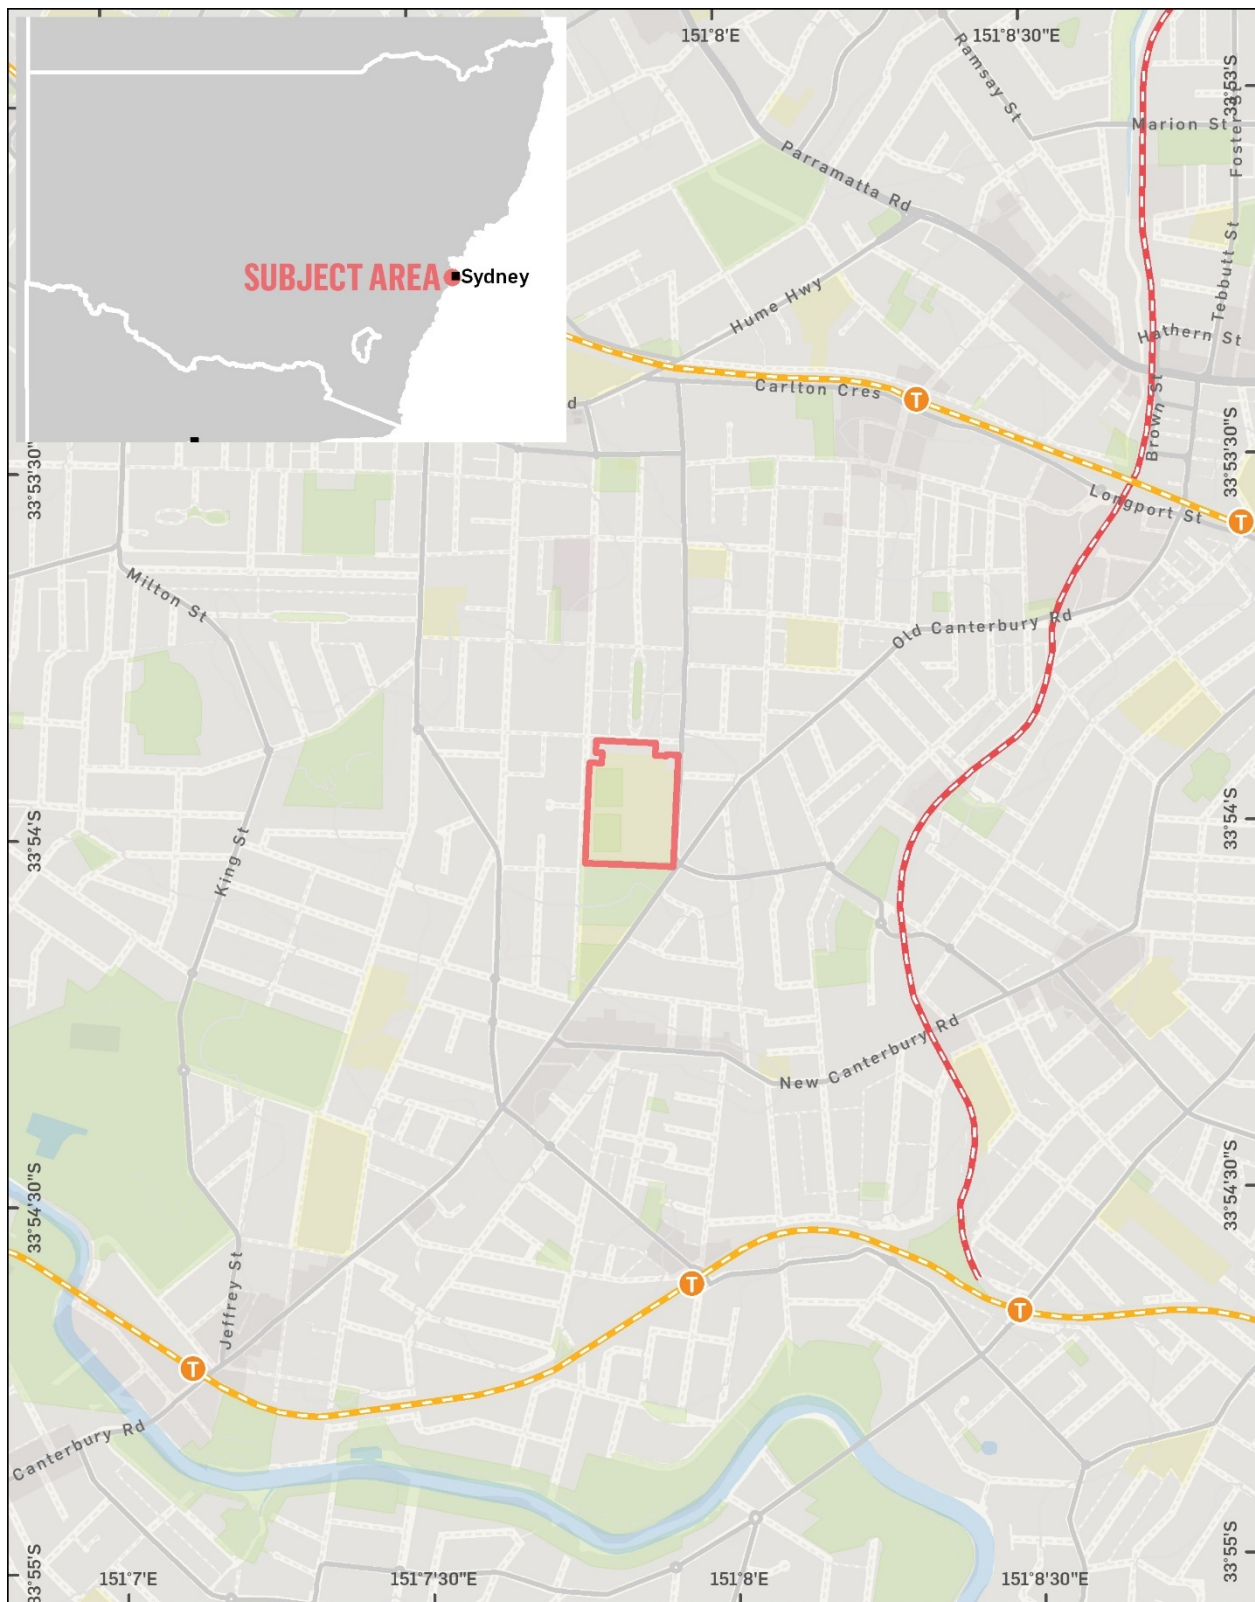 151°8'E
151°8'30"E
Ramsay St
33°53'S
Marion St
Foster St
Parramatta Rd
SUBJECT AREA
Sydney
Tebbutt St
Hume Hwy
Hathern St
Carlton Cres
T
d
Brown St
33°53'30"
33°53'30"S
Longport St
T
Milton St
Old Canterbury Rd
33°54'S
33°54'S
King St
New Canterbury Rd
33°54'30"S
33°54'30"S
Jeffrey St
T
T
T
Canterbury Rd
33°55'S
33°55'S
151°7'E
151°7'30"E
151°8'E
151°8'30"E